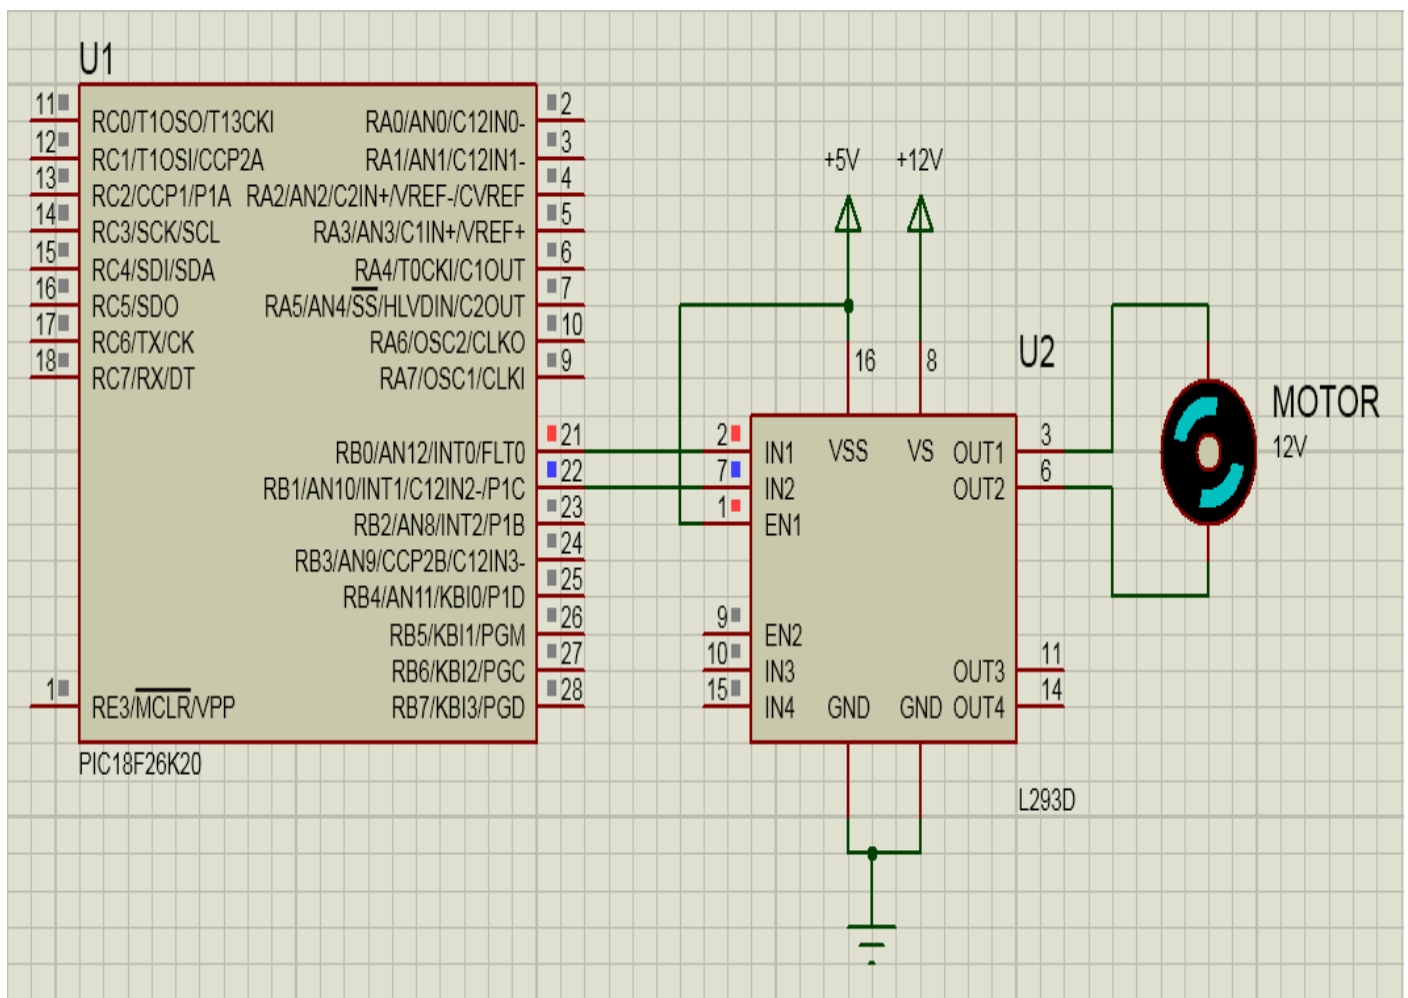 U1
11 RC0/T1OSO/T13CKI RA0/AN0/C12IN0- 2
12 RC1/T1OSI/CCP2A RA1/AN1/C12IN1- 3
13 RC2/CCP1/P1A RA2/AN2/C2IN+/VREF-/CVREF 4
14 RC3/SCK/SCL RA3/AN3/C1IN+/VREF+ 5
15 RC4/SDI/SDA RA4/T0CKI/C1OUT 6
16 RC5/SDO RA5/AN4/SS/HLVDIN/C2OUT 7
17 RC6/TX/CK RA6/OSC2/CLKO 10
18 RC7/RX/DT RA7/OSC1/CLKI 9
RB0/AN12/INT0/FLT0 21
RB1/AN10/INT1/C12IN2-/P1C 22
RB2/AN8/INT2/P1B 23
RB3/AN9/CCP2B/C12IN3- 24
RB4/AN11/KBI0/P1D 25
RB5/KBI1/PGM 26
RB6/KBI2/PGC 27
1 RE3/MCLR/VPP RB7/KBI3/PGD 28
PIC18F26K20
+5V +12V
16 8
U2
2 IN1 VSS VS OUT1 3
7 IN2 OUT2 6
1 EN1
9 EN2
10 IN3 OUT3 11
15 IN4 GND GND OUT4 14
L293D
MOTOR
12V